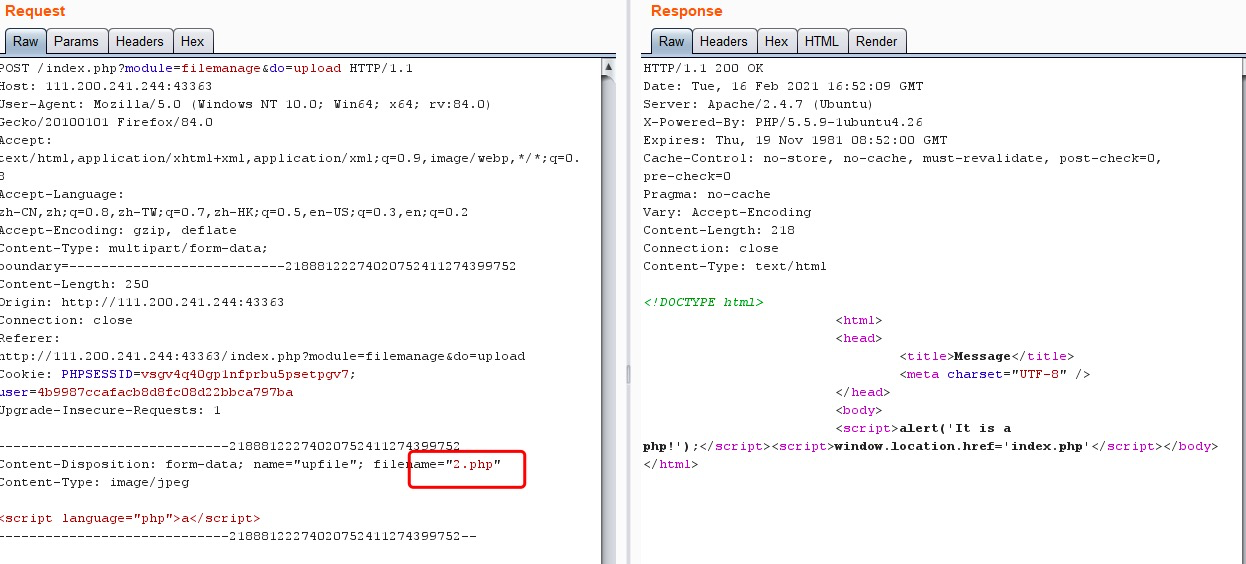 Request
Raw Params Headers Hex
POST /index.php?module=filemanage&do=upload HTTP/1.1
Host: 111.200.241.244:43363
User-Agent: Mozilla/5.0 (Windows NT 10.0; Win64; x64; rv:84.0)
Gecko/20100101 Firefox/84.0
Accept:
text/html,application/xhtml+xml,application/xml;q=0.9,image/webp,*/*;q=0.
8
Accept-Language:
zh-CN,zh;q=0.8,zh-TW;q=0.7,zh-HK;q=0.5,en-US;q=0.3,en;q=0.2
Accept-Encoding: gzip, deflate
Content-Type: multipart/form-data;
boundary=---------------------------21888122274020752411274399752
Content-Length: 250
Origin: http://111.200.241.244:43363
Connection: close
Referer:
http://111.200.241.244:43363/index.php?module=filemanage&do=upload
Cookie: PHPSESSID=vsgv4q40gp1nfprbu5psetpgv7;
user=4b9987ccafacb8d8fc08d22bbca797ba
Upgrade-Insecure-Requests: 1
-----------------------------21888122274020752411274399752
Content-Disposition: form-data; name="upfile"; filename="2.php"
Content-Type: image/jpeg
<script language="php">a</script>
-----------------------------21888122274020752411274399752--
Response
Raw Headers Hex HTML Render
HTTP/1.1 200 OK
Date: Tue, 16 Feb 2021 16:52:09 GMT
Server: Apache/2.4.7 (Ubuntu)
X-Powered-By: PHP/5.5.9-1ubuntu4.26
Expires: Thu, 19 Nov 1981 08:52:00 GMT
Cache-Control: no-store, no-cache, must-revalidate, post-check=0,
pre-check=0
Pragma: no-cache
Vary: Accept-Encoding
Content-Length: 218
Connection: close
Content-Type: text/html
<!DOCTYPE html>
<html>
<head>
<title>Message</title>
<meta charset="UTF-8" />
</head>
<body>
<script>alert('It is a
php!');</script><script>window.location.href='index.php'</script></body>
</html>